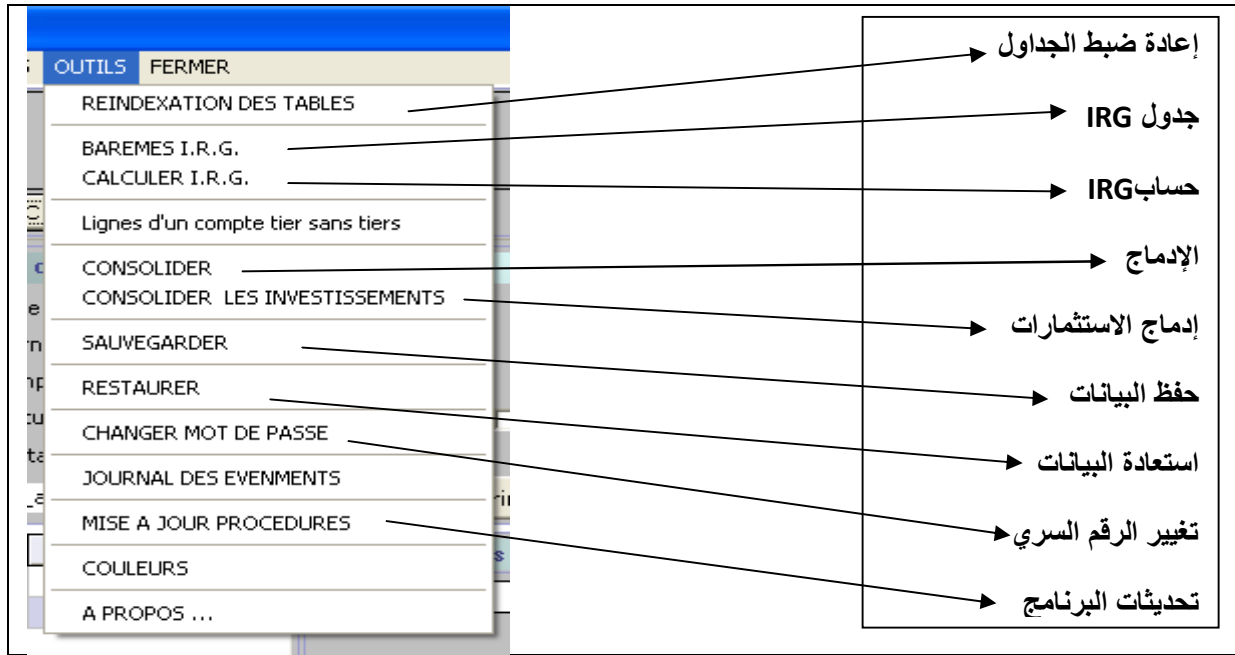 OUTILS FERMER
REINDEXATION DES TABLES
BAREMES I.R.G.
CALCULER I.R.G.
Lignes d'un compte tier sans tiers
CONSOLIDER
CONSOLIDER LES INVESTISSEMENTS
SAUVEGARDER
RESTAURER
CHANGER MOT DE PASSE
JOURNAL DES EVENMENTS
MISE A JOUR PROCEDURES
COULEURS
A PROPOS ...
إعادة ضبط الجداول
جدول IRG
حسابIRG
الإدماج
إدماج الاستثمارات
حفظ البيانات
استعادة البيانات
تغيير الرقم السري
تحديثات البرنامج